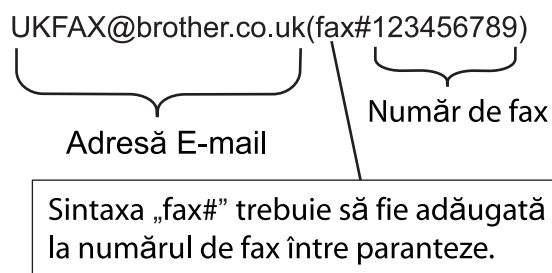 UKFAX@brother.co.uk(fax#123456789)
Număr de fax
Adresă E-mail
Sintaxa „fax#” trebuie să fie adăugată
la numărul de fax între paranteze.